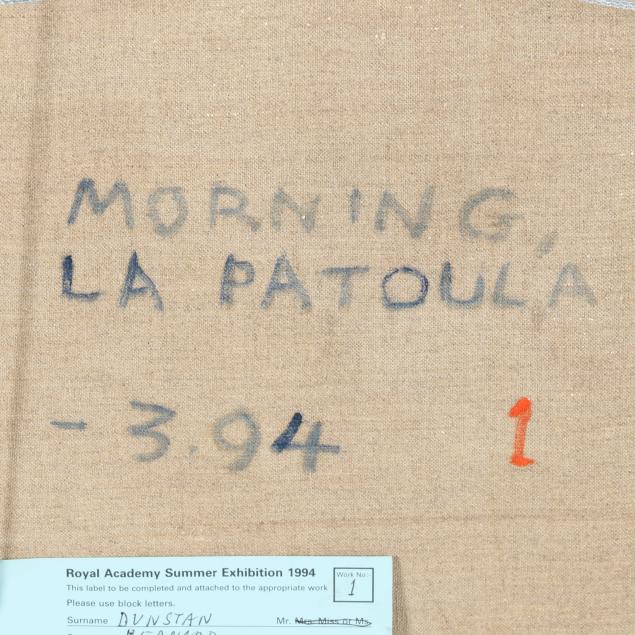 MORNING,
LA PATOULA
- 3.94 1
Royal Academy Summer Exhibition 1994
Work No:
This label to be completed and attached to the appropriate work 1
Please use block letters.
Surname DUNSTAN Mr. Mrs. Miss or Ms.
BERNARD